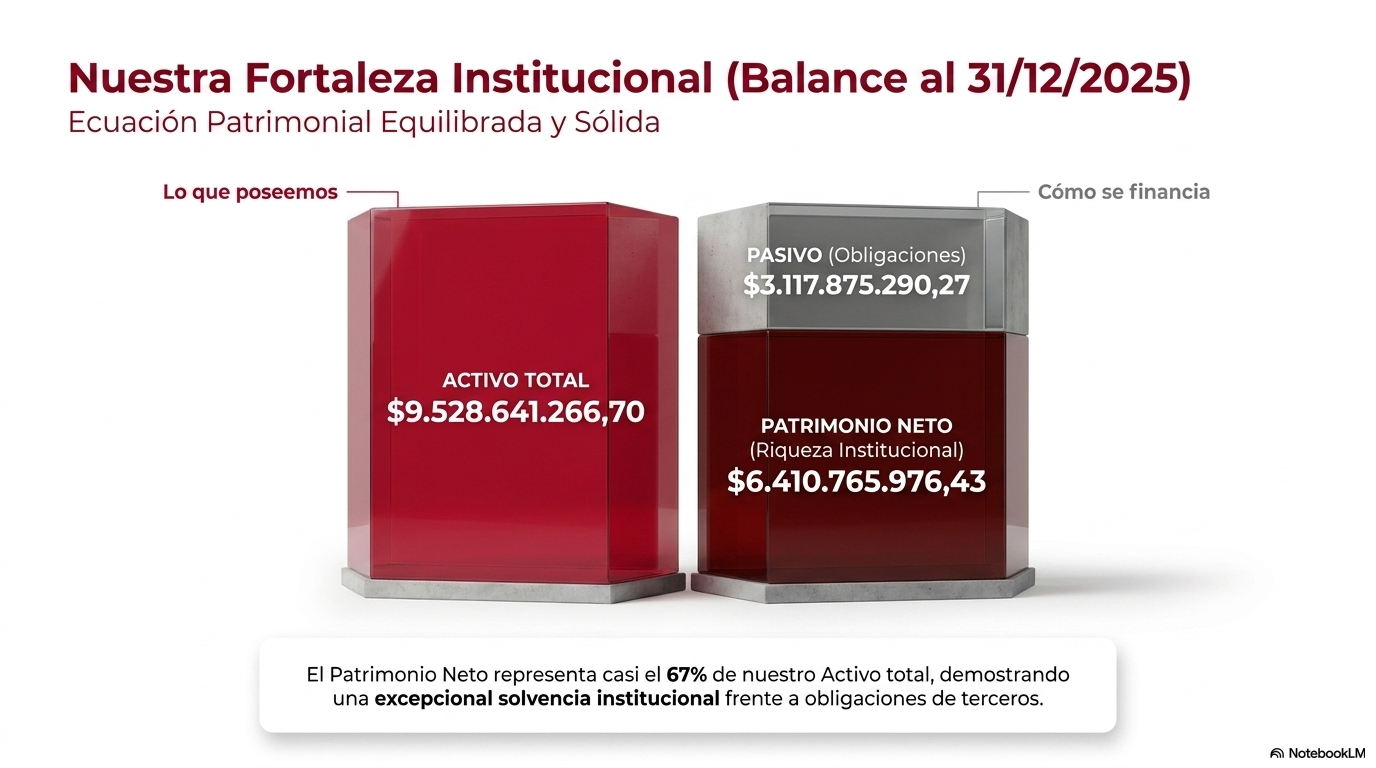 Nuestra Fortaleza Institucional (Balance al 31/12/2025)
Ecuación Patrimonial Equilibrada y Sólida
Lo que poseemos
Cómo se financia
ACTIVO TOTAL
$9.528.641.266,70
PASIVO (Obligaciones)
$3.117.875.290,27
PATRIMONIO NETO
(Riqueza Institucional)
$6.410.765.976,43
El Patrimonio Neto representa casi el 67% de nuestro Activo total, demostrando
una excepcional solvencia institucional frente a obligaciones de terceros.
NotebookLM